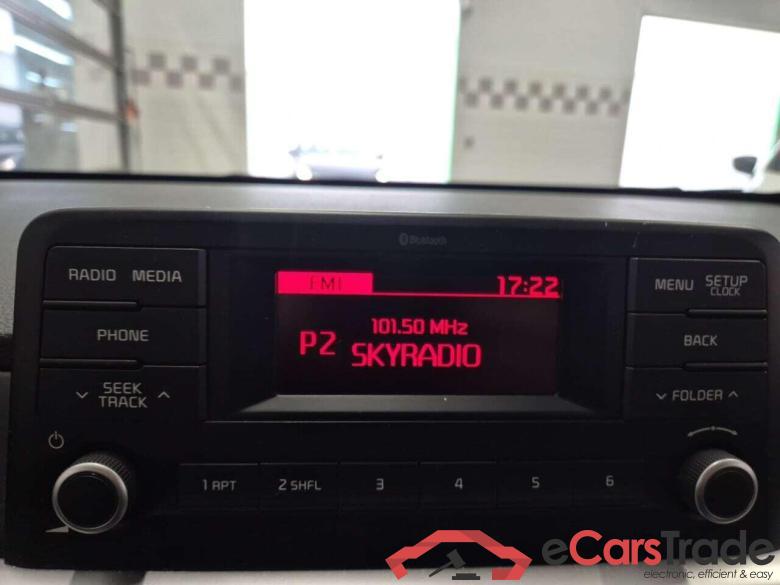 Bluetooth
RADIO MEDIA
FM1 17:22
MENU SETUP
CLOCK
PHONE
101.50 MHz
P2 SKYRADIO
BACK
SEEK
TRACK
FOLDER
1 RPT 2 SHFL 3 4 5 6
eCarsTrade
electronic, efficient & easy